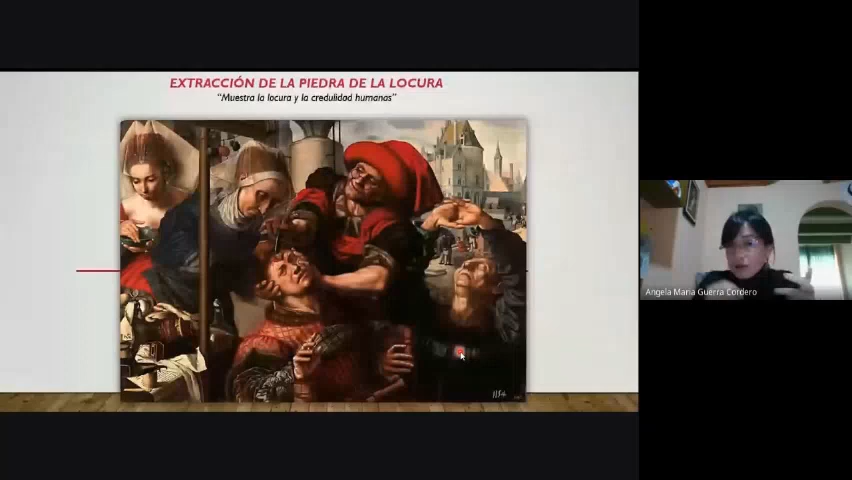 EXTRACCIÓN DE LA PIEDRA DE LA LOCURA
“Muestra la locura y la credulidad humanas”
Angela Maria Guerra Cordero